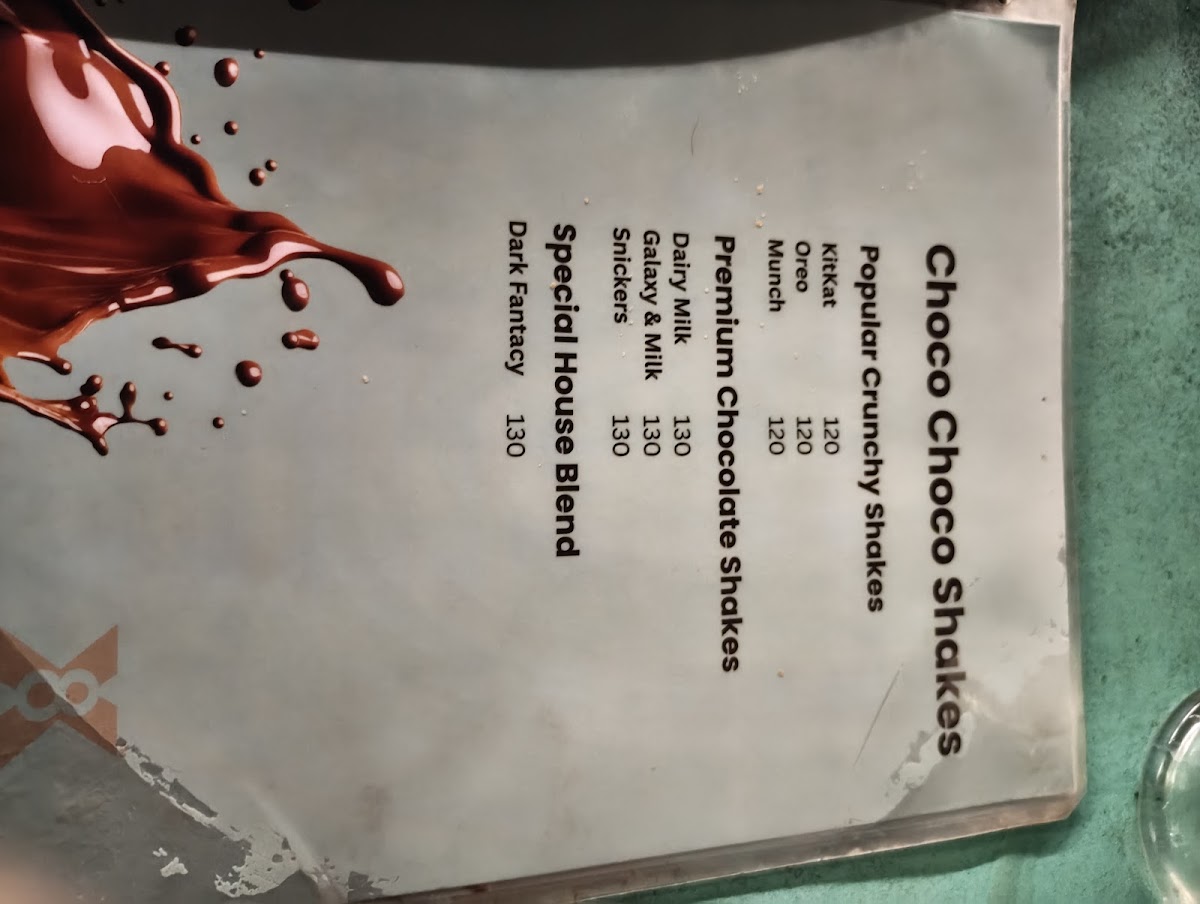 Choco Choco Shakes
Popular Crunchy Shakes
KitKat 120
Oreo 120
Munch 120
Premium Chocolate Shakes
Dairy Milk 130
Galaxy & Milk 130
Snickers 130
Special House Blend
Dark Fantacy 130